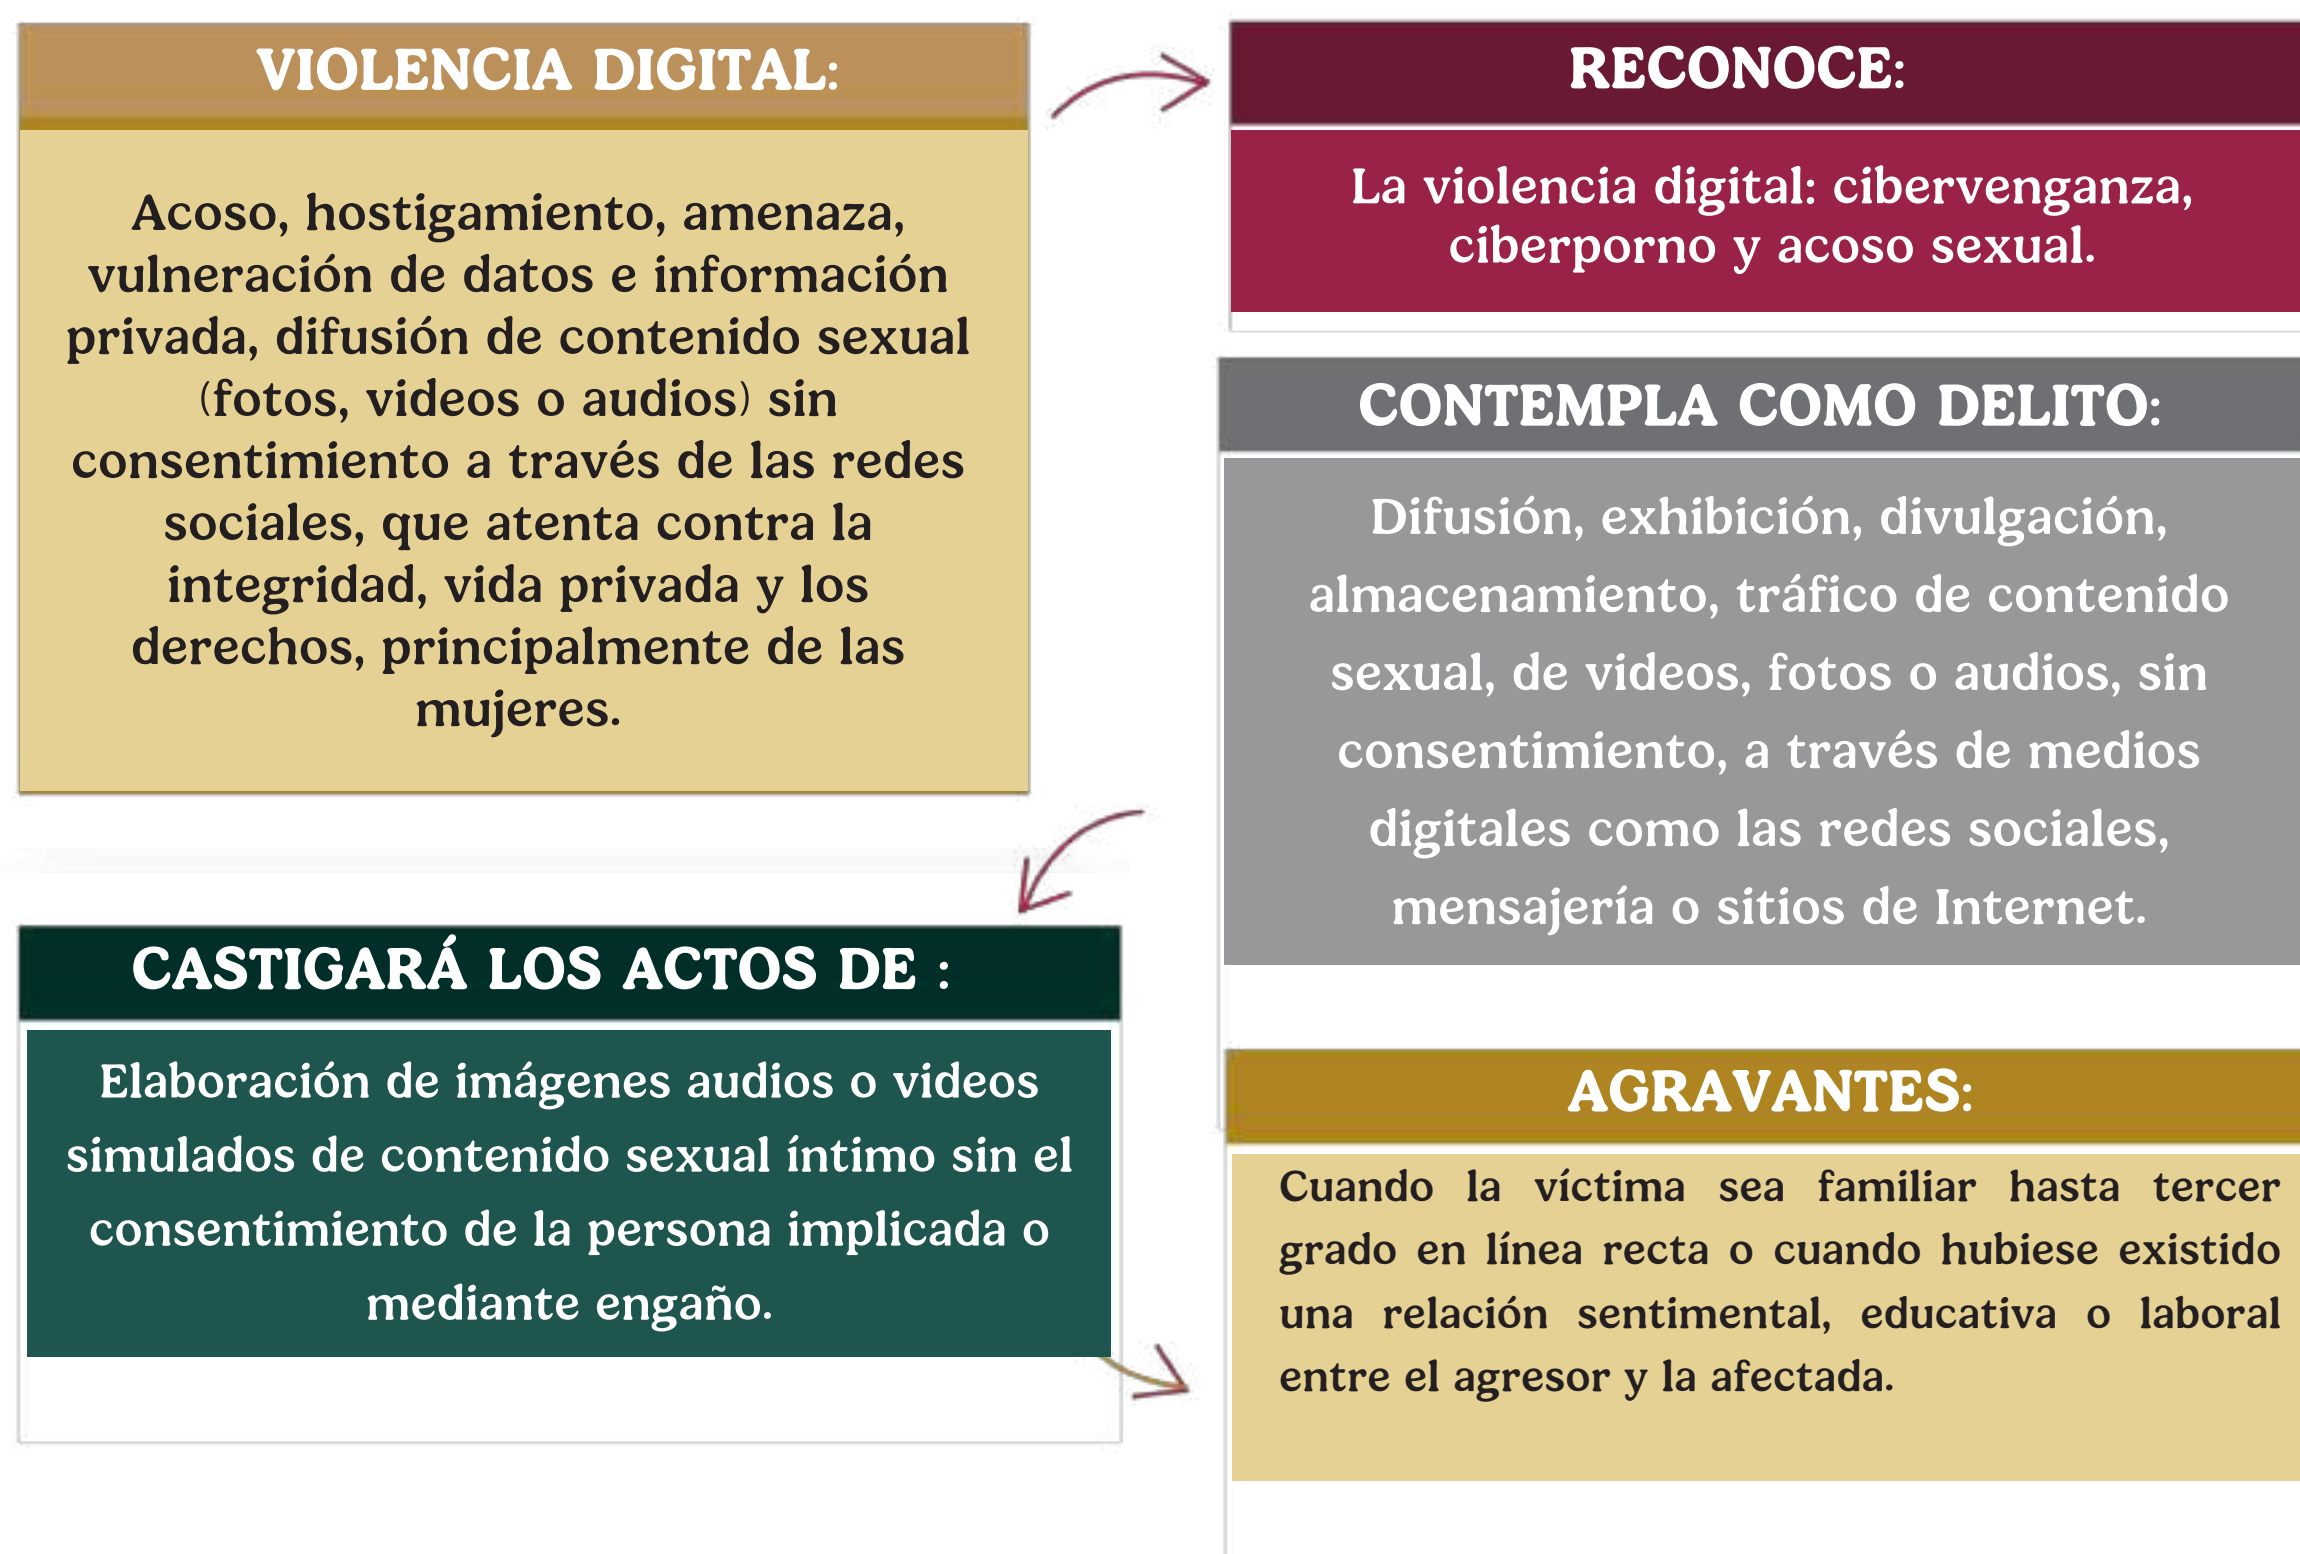 VIOLENCIA DIGITAL:
Acoso, hostigamiento, amenaza,
vulneración de datos e información
privada, difusión de contenido sexual
(fotos, videos o audios) sin
consentimiento a través de las redes
sociales, que atenta contra la
integridad, vida privada y los
derechos, principalmente de las
mujeres.
RECONOCE:
La violencia digital: cibervenganza,
ciberporno y acoso sexual.
CONTEMPLA COMO DELITO:
Difusión, exhibición, divulgación,
almacenamiento, tráfico de contenido
sexual, de videos, fotos o audios, sin
consentimiento, a través de medios
digitales como las redes sociales,
mensajería o sitios de Internet.
CASTIGARÁ LOS ACTOS DE :
Elaboración de imágenes audios o videos
simulados de contenido sexual íntimo sin el
consentimiento de la persona implicada o
mediante engaño.
AGRAVANTES:
Cuando la víctima sea familiar hasta tercer
grado en línea recta o cuando hubiese existido
una relación sentimental, educativa o laboral
entre el agresor y la afectada.